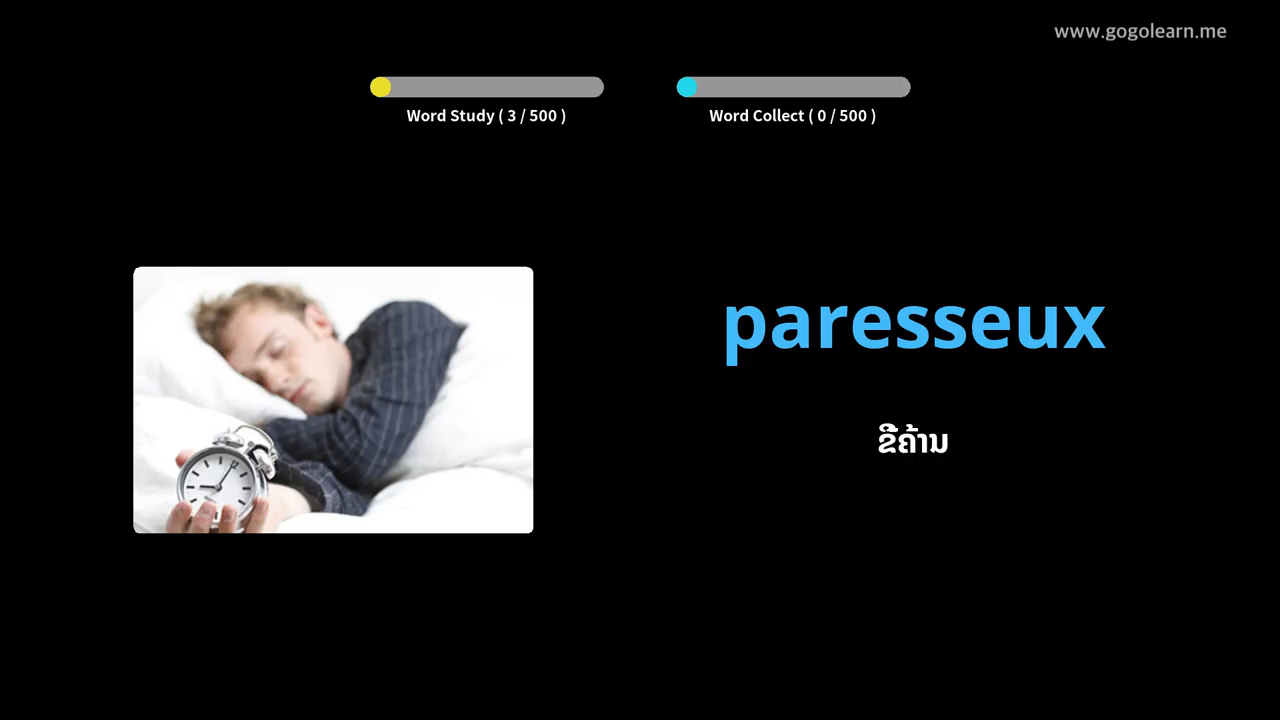 www.gogolearn.me
Word Study ( 3 / 500 )
Word Collect ( 0 / 500 )
paresseux
ຂີ້ຄ້ານ